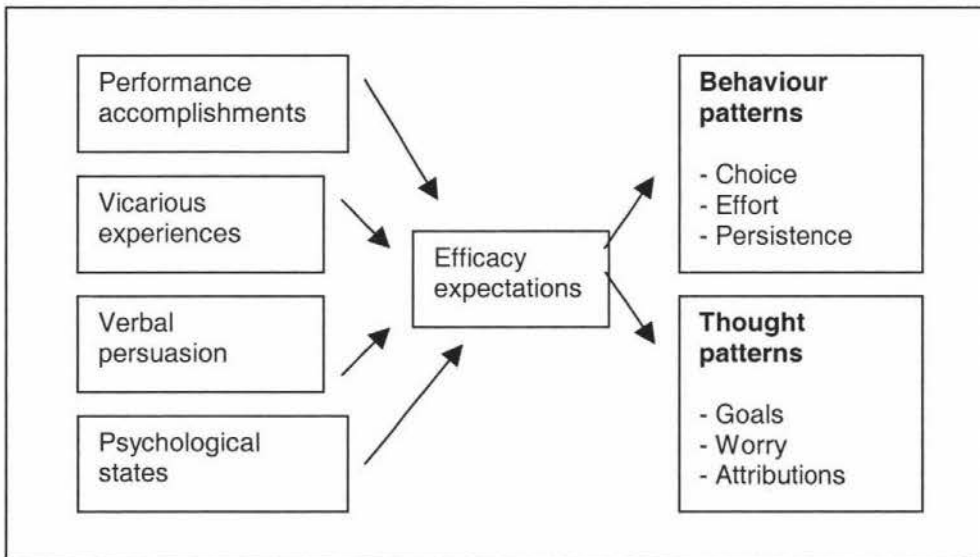 Performance
accomplishments
Vicarious
experiences
Verbal
persuasion
Psychological
states
Efficacy
expectations
Behaviour
patterns
- Choice
- Effort
- Persistence
Thought
patterns
- Goals
- Worry
- Attributions